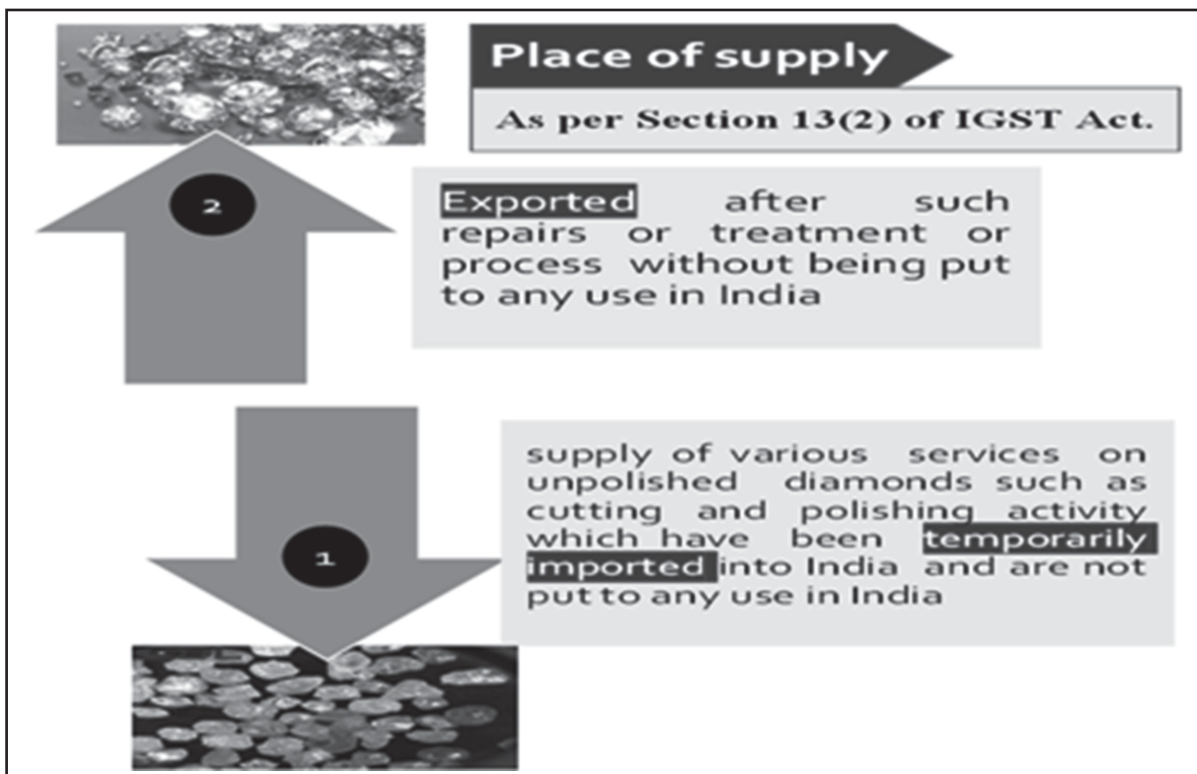 Place of supply
As per Section 13(2) of IGST Act.
2
Exported after such
repairs or treatment or
process without being put
to any use in India
supply of various services on
unpolished diamonds such as
cutting and polishing activity
which have been temporarily
imported into India and are not
put to any use in India
1